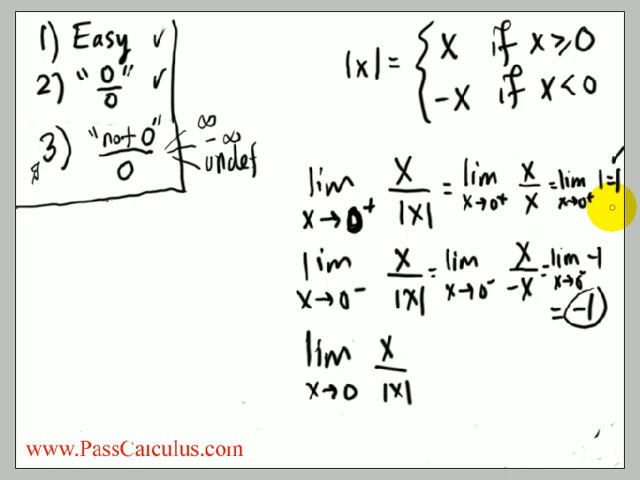 1) Easy ✓
2) "0/0" ✓
3) "not 0"/0 ∞ -∞ undef
|x| = { x if x ≥ 0
-x if x < 0
lim x→0⁺ x/|x| = lim x→0⁺ x/x = lim x→0⁺ 1 = 1
lim x→0⁻ x/|x| = lim x→0⁻ x/-x = lim x→0⁻ -1
= -1
lim x→0 x/|x|
www.PassCalculus.com